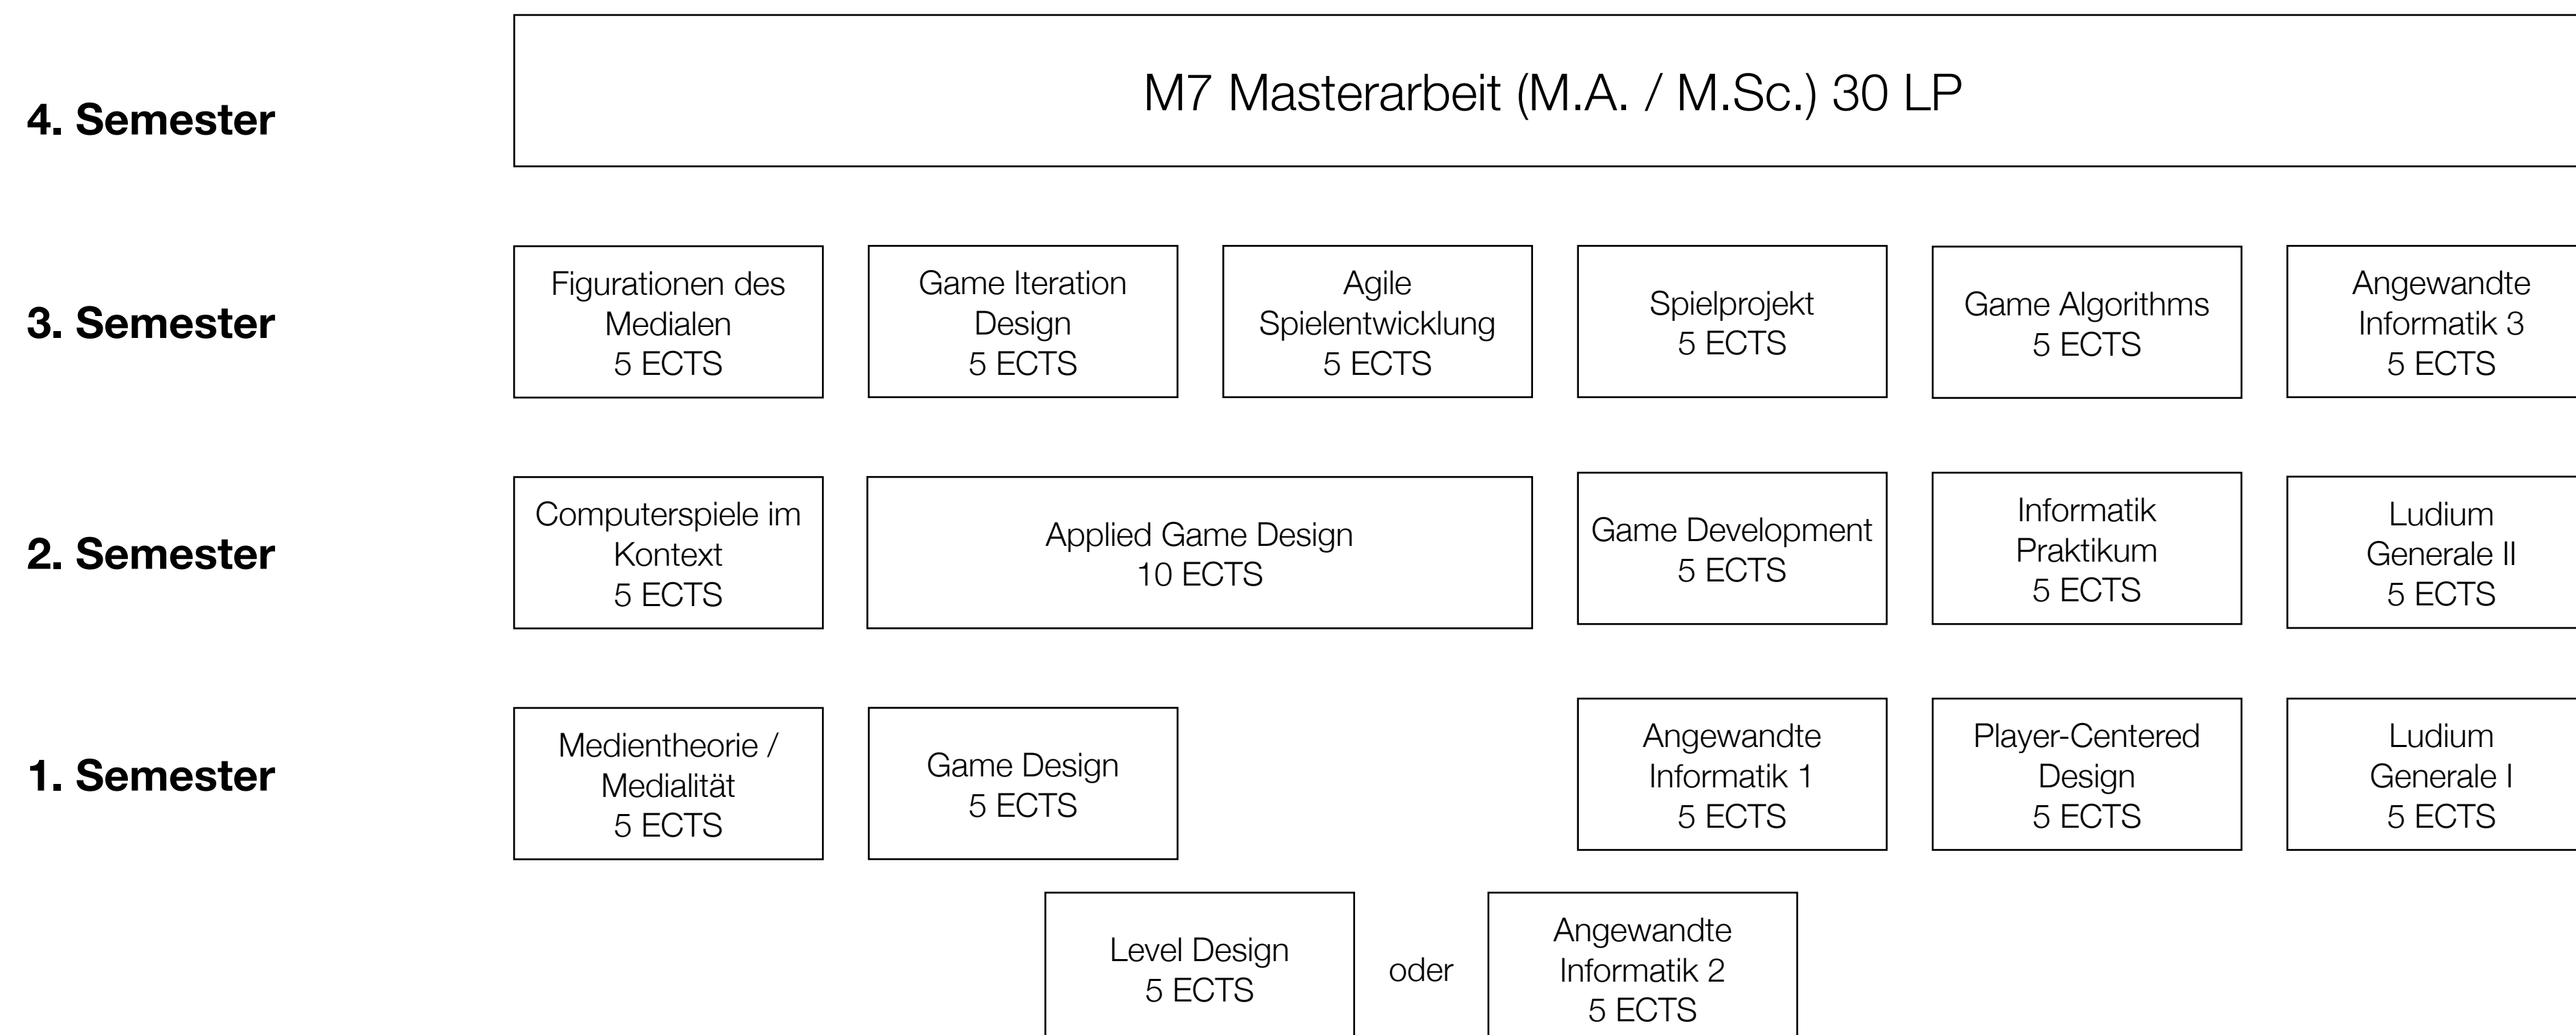 4. Semester
M7 Masterarbeit (M.A. / M.Sc.) 30 LP
3. Semester
Figurationen des
Medialen
5 ECTS
Game Iteration
Design
5 ECTS
Agile
Spielentwicklung
5 ECTS
Spielprojekt
5 ECTS
Game Algorithms
5 ECTS
Angewandte
Informatik 3
5 ECTS
2. Semester
Computerspiele im
Kontext
5 ECTS
Applied Game Design
10 ECTS
Game Development
5 ECTS
Informatik
Praktikum
5 ECTS
Ludium
Generale II
5 ECTS
1. Semester
Medientheorie /
Medialität
5 ECTS
Game Design
5 ECTS
Angewandte
Informatik 1
5 ECTS
Player-Centered
Design
5 ECTS
Ludium
Generale I
5 ECTS
Level Design
5 ECTS
oder
Angewandte
Informatik 2
5 ECTS